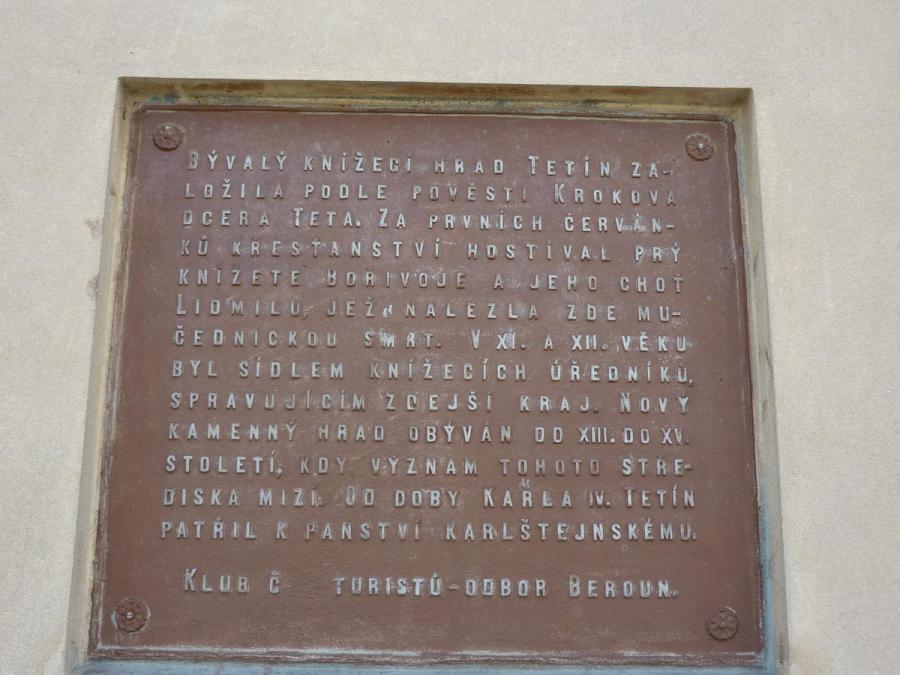 BÝVALÝ KNÍŽECÍ HRAD TETÍN ZA-
LOŽILA PODLE POVĚSTI KROKOVA
DCERA TETA. ZA PRVNÍCH ČERVÁN-
KŮ KŘESŤANSTVÍ HOSTÍVAL PRÝ
KNÍŽETE BOŘIVOJE A JEHO CHOŤ
LIDMILU, JEŽ NALEZLA ZDE MU-
ČEDNICKOU SMRT. V XI. A XII. VĚKU
BYL SÍDLEM KNÍŽECÍCH ÚŘEDNÍKŮ,
SPRAVUJÍCÍM ZDEJŠÍ KRAJ. NOVÝ
KAMENNÝ HRAD OBÝVÁN OD XIII. DO XV.
STOLETÍ, KDY VÝZNAM TOHOTO STŘE-
DISKA MIZÍ. OD DOBY KARLA IV. TETÍN
PATŘIL K PANSTVÍ KARLŠTEJNSKÉMU.
KLUB Č TURISTŮ-ODBOR BEROUN.